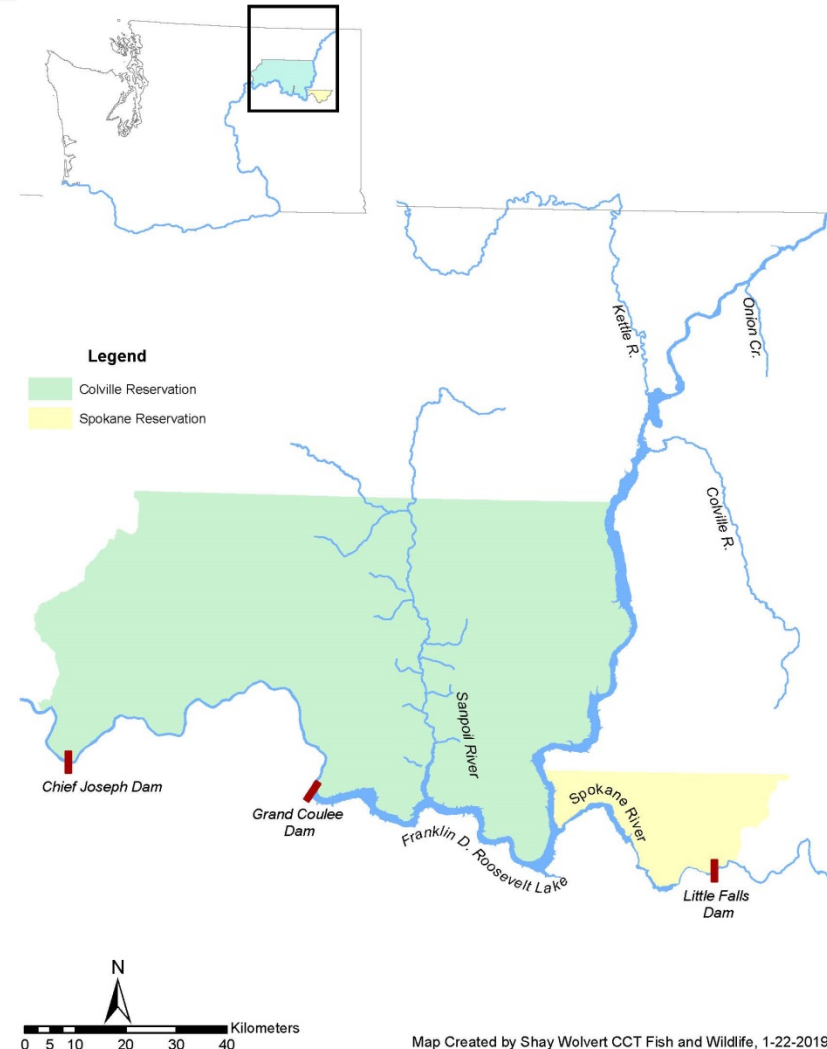 Kettle R.
Onion Cr.
Legend
Colville Reservation
Spokane Reservation
Colville R.
Sanpoil River
Chief Joseph Dam
Grand Coulee
Dam
Spokane River
Franklin D. Roosevelt Lake
Little Falls
Dam
N
Kilometers
0 5 10 20 30 40
Map Created by Shay Wolvert CCT Fish and Wildlife, 1-22-2019